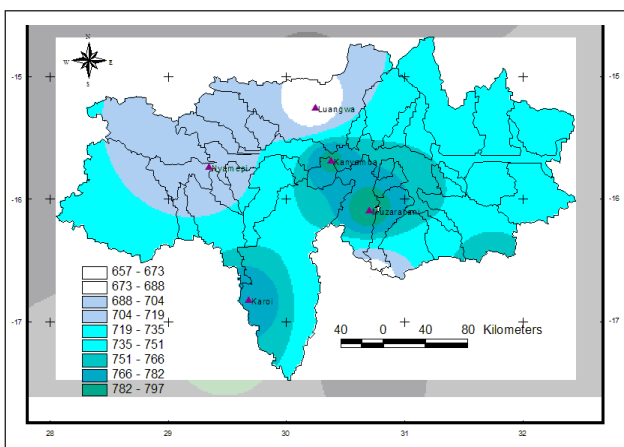 N
W E
S
-15 -15
Luangwa
Kanyemba
Nyamepi
-16 -16
Muzarabani
Karoi
657 - 673
673 - 688
688 - 704
704 - 719
719 - 735
735 - 751
751 - 766
766 - 782
782 - 797
-17 -17
40 0 40 80 Kilometers
28 29 30 31 32